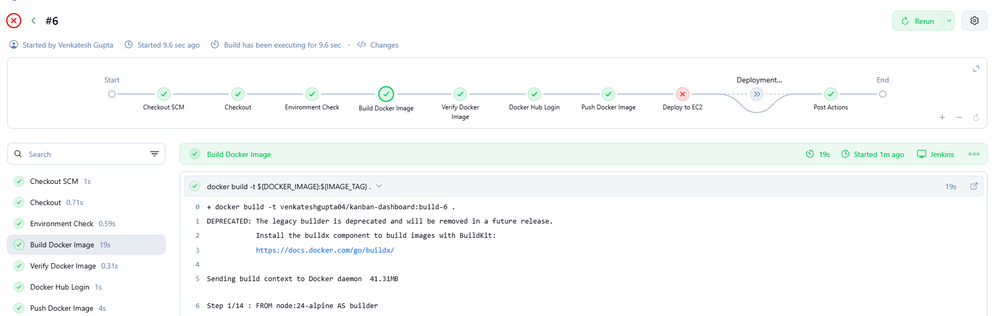 #6
Rerun
Started by Venkatesh Gupta
Started 9.6 sec ago
Build has been executing for 9.6 sec
Changes
Start
Deployment...
End
Checkout SCM
Checkout
Environment Check
Build Docker Image
Verify Docker
Image
Docker Hub Login
Push Docker Image
Deploy to EC2
Post Actions
Search
Checkout SCM 1s
Checkout 0.71s
Environment Check 0.59s
Build Docker Image 19s
Verify Docker Image 0.31s
Docker Hub Login 1s
Push Docker Image 4s
Build Docker Image
19s
Started 1m ago
Jenkins
docker build -t ${DOCKER_IMAGE}:${IMAGE_TAG} .
19s
0 + docker build -t venkateshgupta04/kanban-dashboard:build-6 .
1 DEPRECATED: The legacy builder is deprecated and will be removed in a future release.
2 Install the buildx component to build images with BuildKit:
3 https://docs.docker.com/go/buildx/
4
5 Sending build context to Docker daemon 41.31MB
6 Step 1/14 : FROM node:24-alpine AS builder